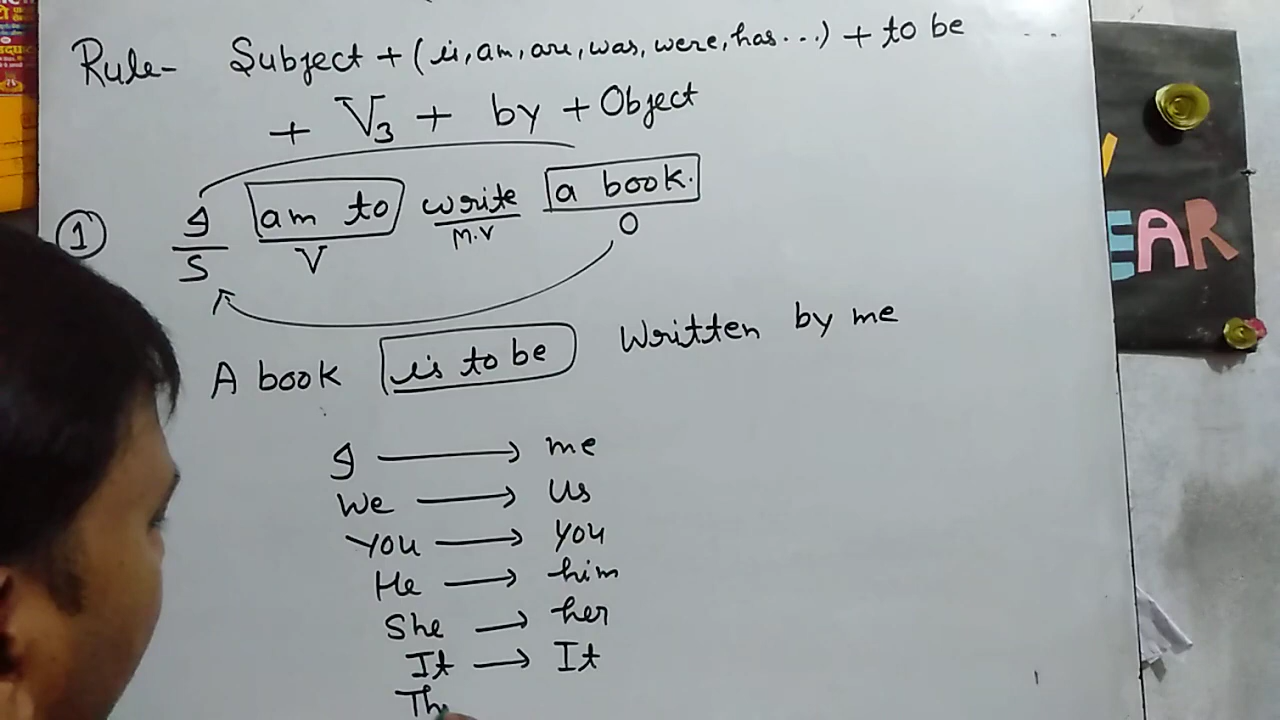 Rule- Subject + (is, am, are, was, were, has...) + to be
+ V3 + by + Object
1 I am to write a book.
S V M.V O
A book is to be Written by me
I → me
We → us
You → you
He → him
She → her
It → It
Th
EAR